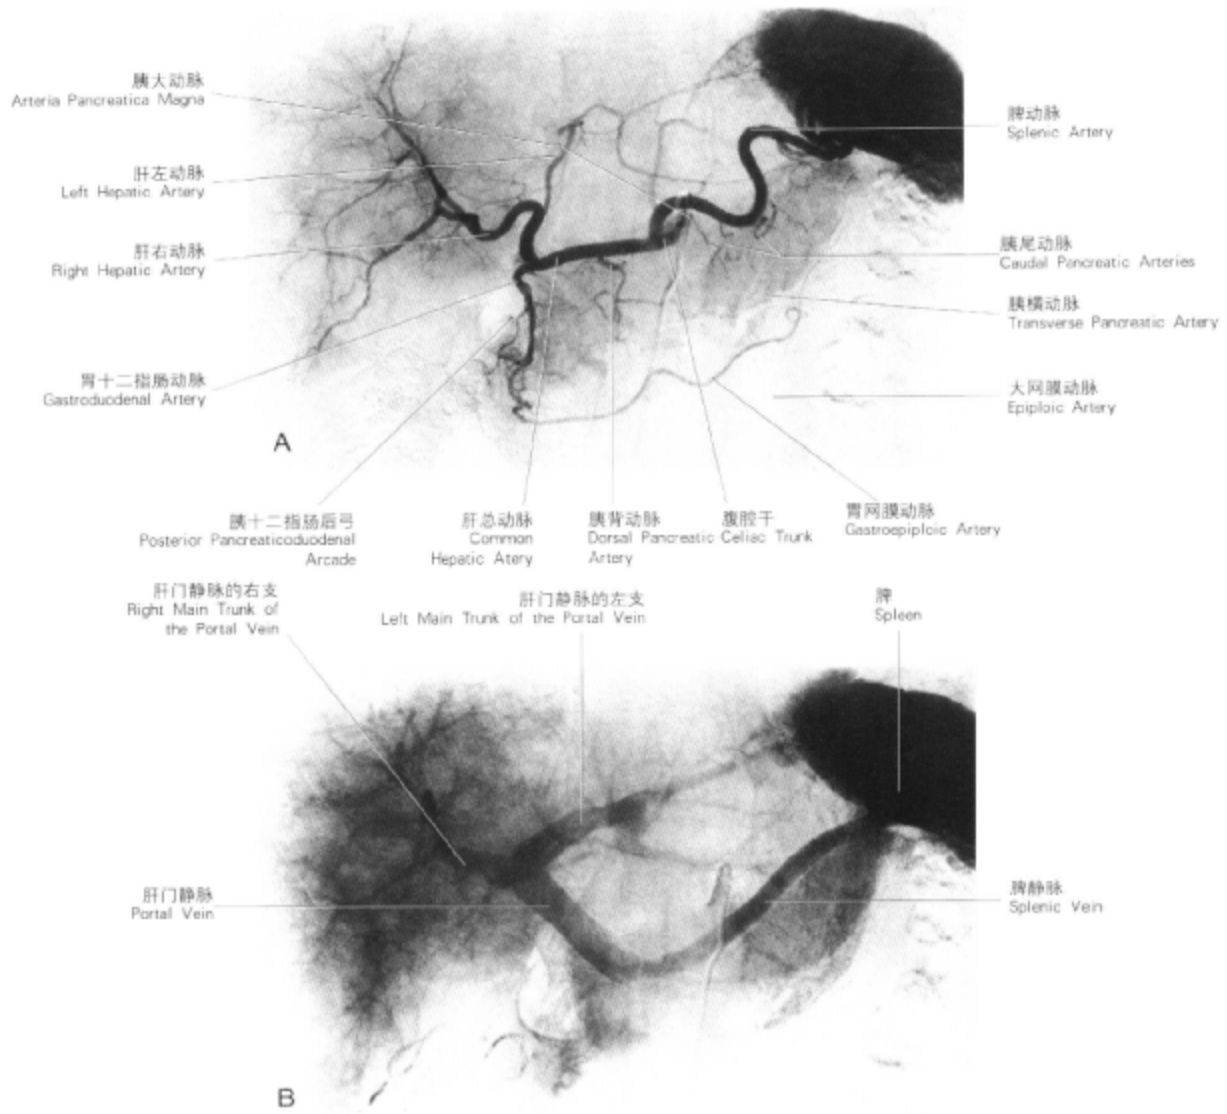 胰大动脉
Arteria Pancreatica Magna
脾动脉
Splenic Artery
肝左动脉
Left Hepatic Artery
肝右动脉
Right Hepatic Artery
胰尾动脉
Caudal Pancreatic Arteries
胰横动脉
Transverse Pancreatic Artery
胃十二指肠动脉
Gastroduodenal Artery
大网膜动脉
Epiploic Artery
A
胰十二指肠后弓
Posterior Pancreaticoduodenal
Arcade
肝总动脉
Common
Hepatic Atery
胰背动脉
Dorsal Pancreatic
Artery
腹腔干
Celiac Trunk
胃网膜动脉
Gastroepiploic Artery
肝门静脉的右支
Right Main Trunk of
the Portal Vein
肝门静脉的左支
Left Main Trunk of the Portal Vein
脾
Spleen
肝门静脉
Portal Vein
脾静脉
Splenic Vein
B